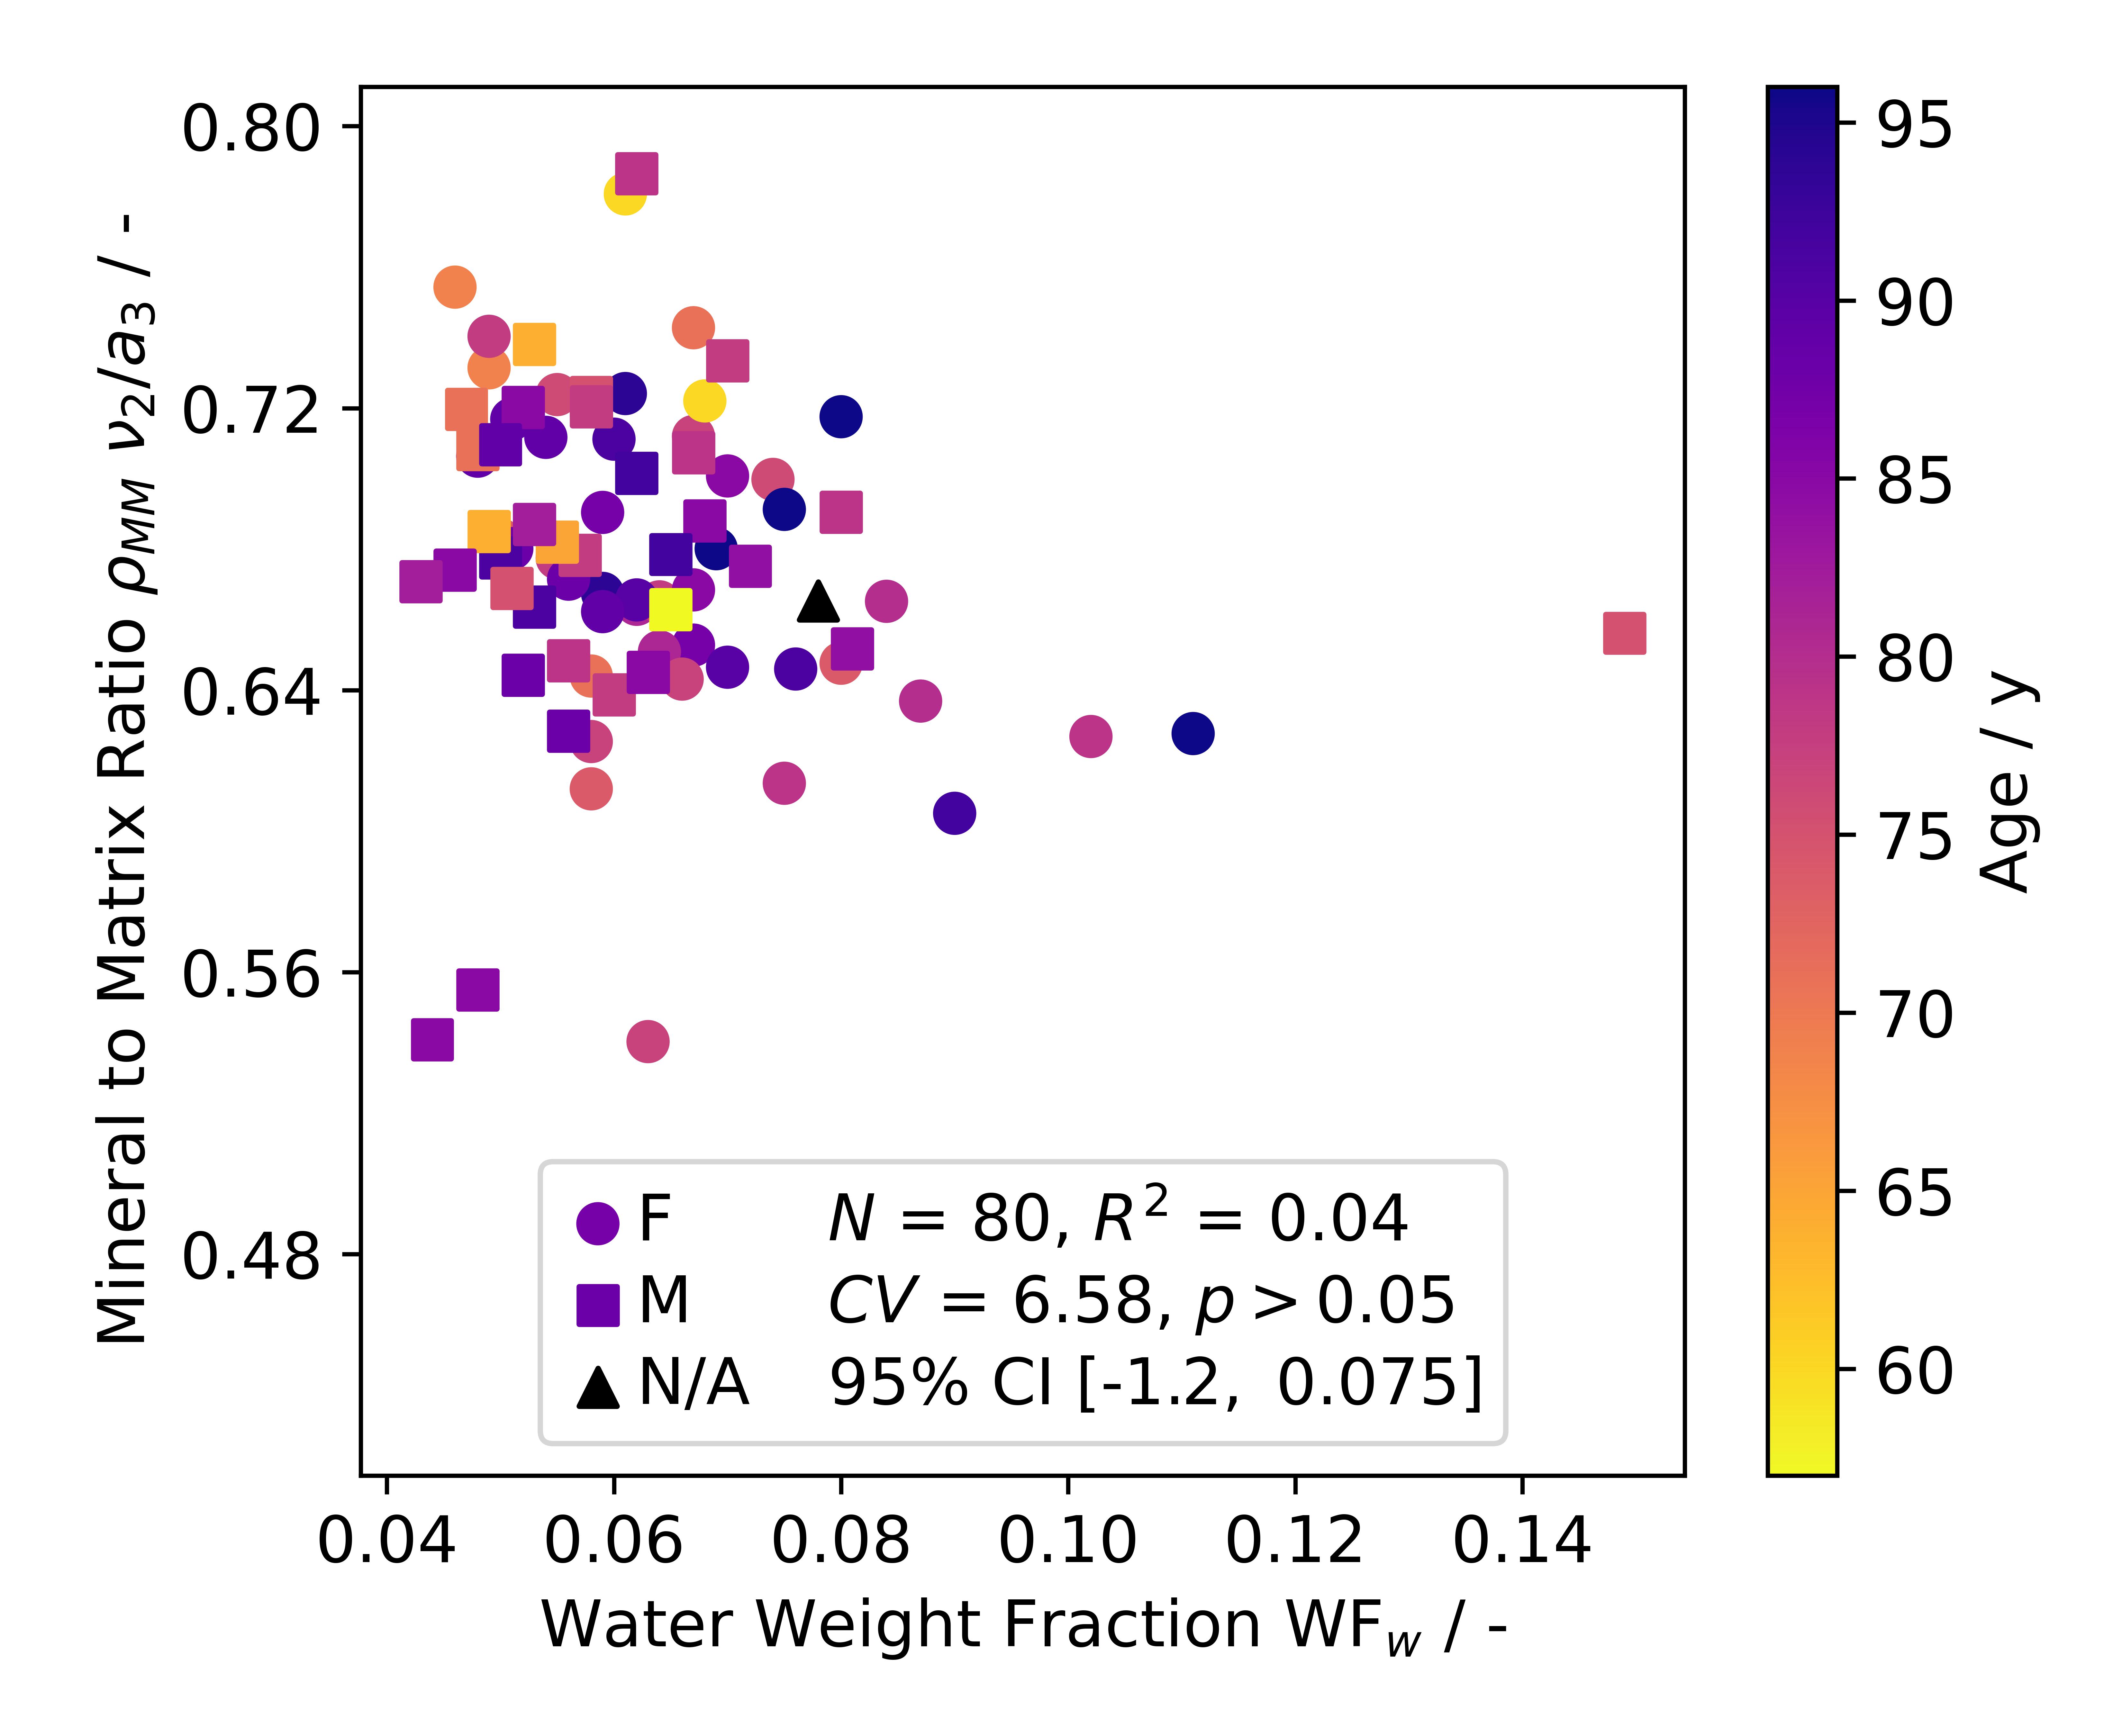 Mineral to Matrix Ratio ρ_MM ν₂/a₃ / -
0.80
0.72
0.64
0.56
0.48
F
M
N/A
N = 80, R² = 0.04
CV = 6.58, p > 0.05
95% CI [-1.2, 0.075]
0.04 0.06 0.08 0.10 0.12 0.14
Water Weight Fraction WF_w / -
95
90
85
80
75
70
65
60
Age / y